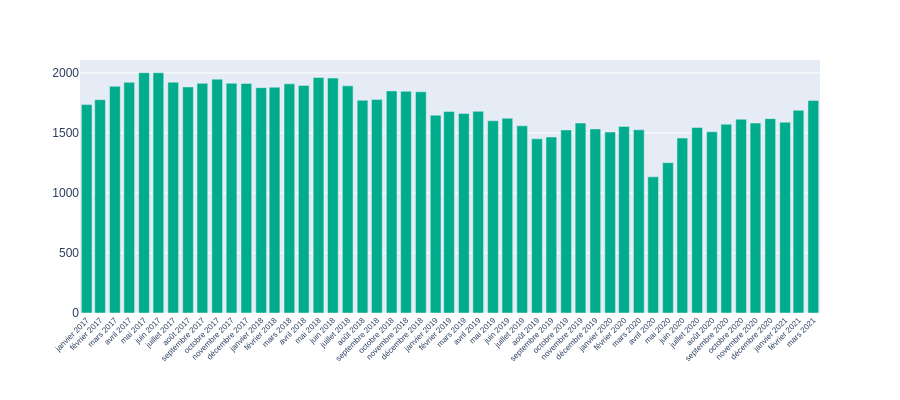 2000
1500
1000
500
0
janvier 2017
février 2017
mars 2017
avril 2017
mai 2017
juin 2017
juillet 2017
août 2017
septembre 2017
octobre 2017
novembre 2017
décembre 2017
janvier 2018
février 2018
mars 2018
avril 2018
mai 2018
juin 2018
juillet 2018
août 2018
septembre 2018
octobre 2018
novembre 2018
décembre 2018
janvier 2019
février 2019
mars 2019
avril 2019
mai 2019
juin 2019
juillet 2019
août 2019
septembre 2019
octobre 2019
novembre 2019
décembre 2019
janvier 2020
février 2020
mars 2020
avril 2020
mai 2020
juin 2020
juillet 2020
août 2020
septembre 2020
octobre 2020
novembre 2020
décembre 2020
janvier 2021
février 2021
mars 2021